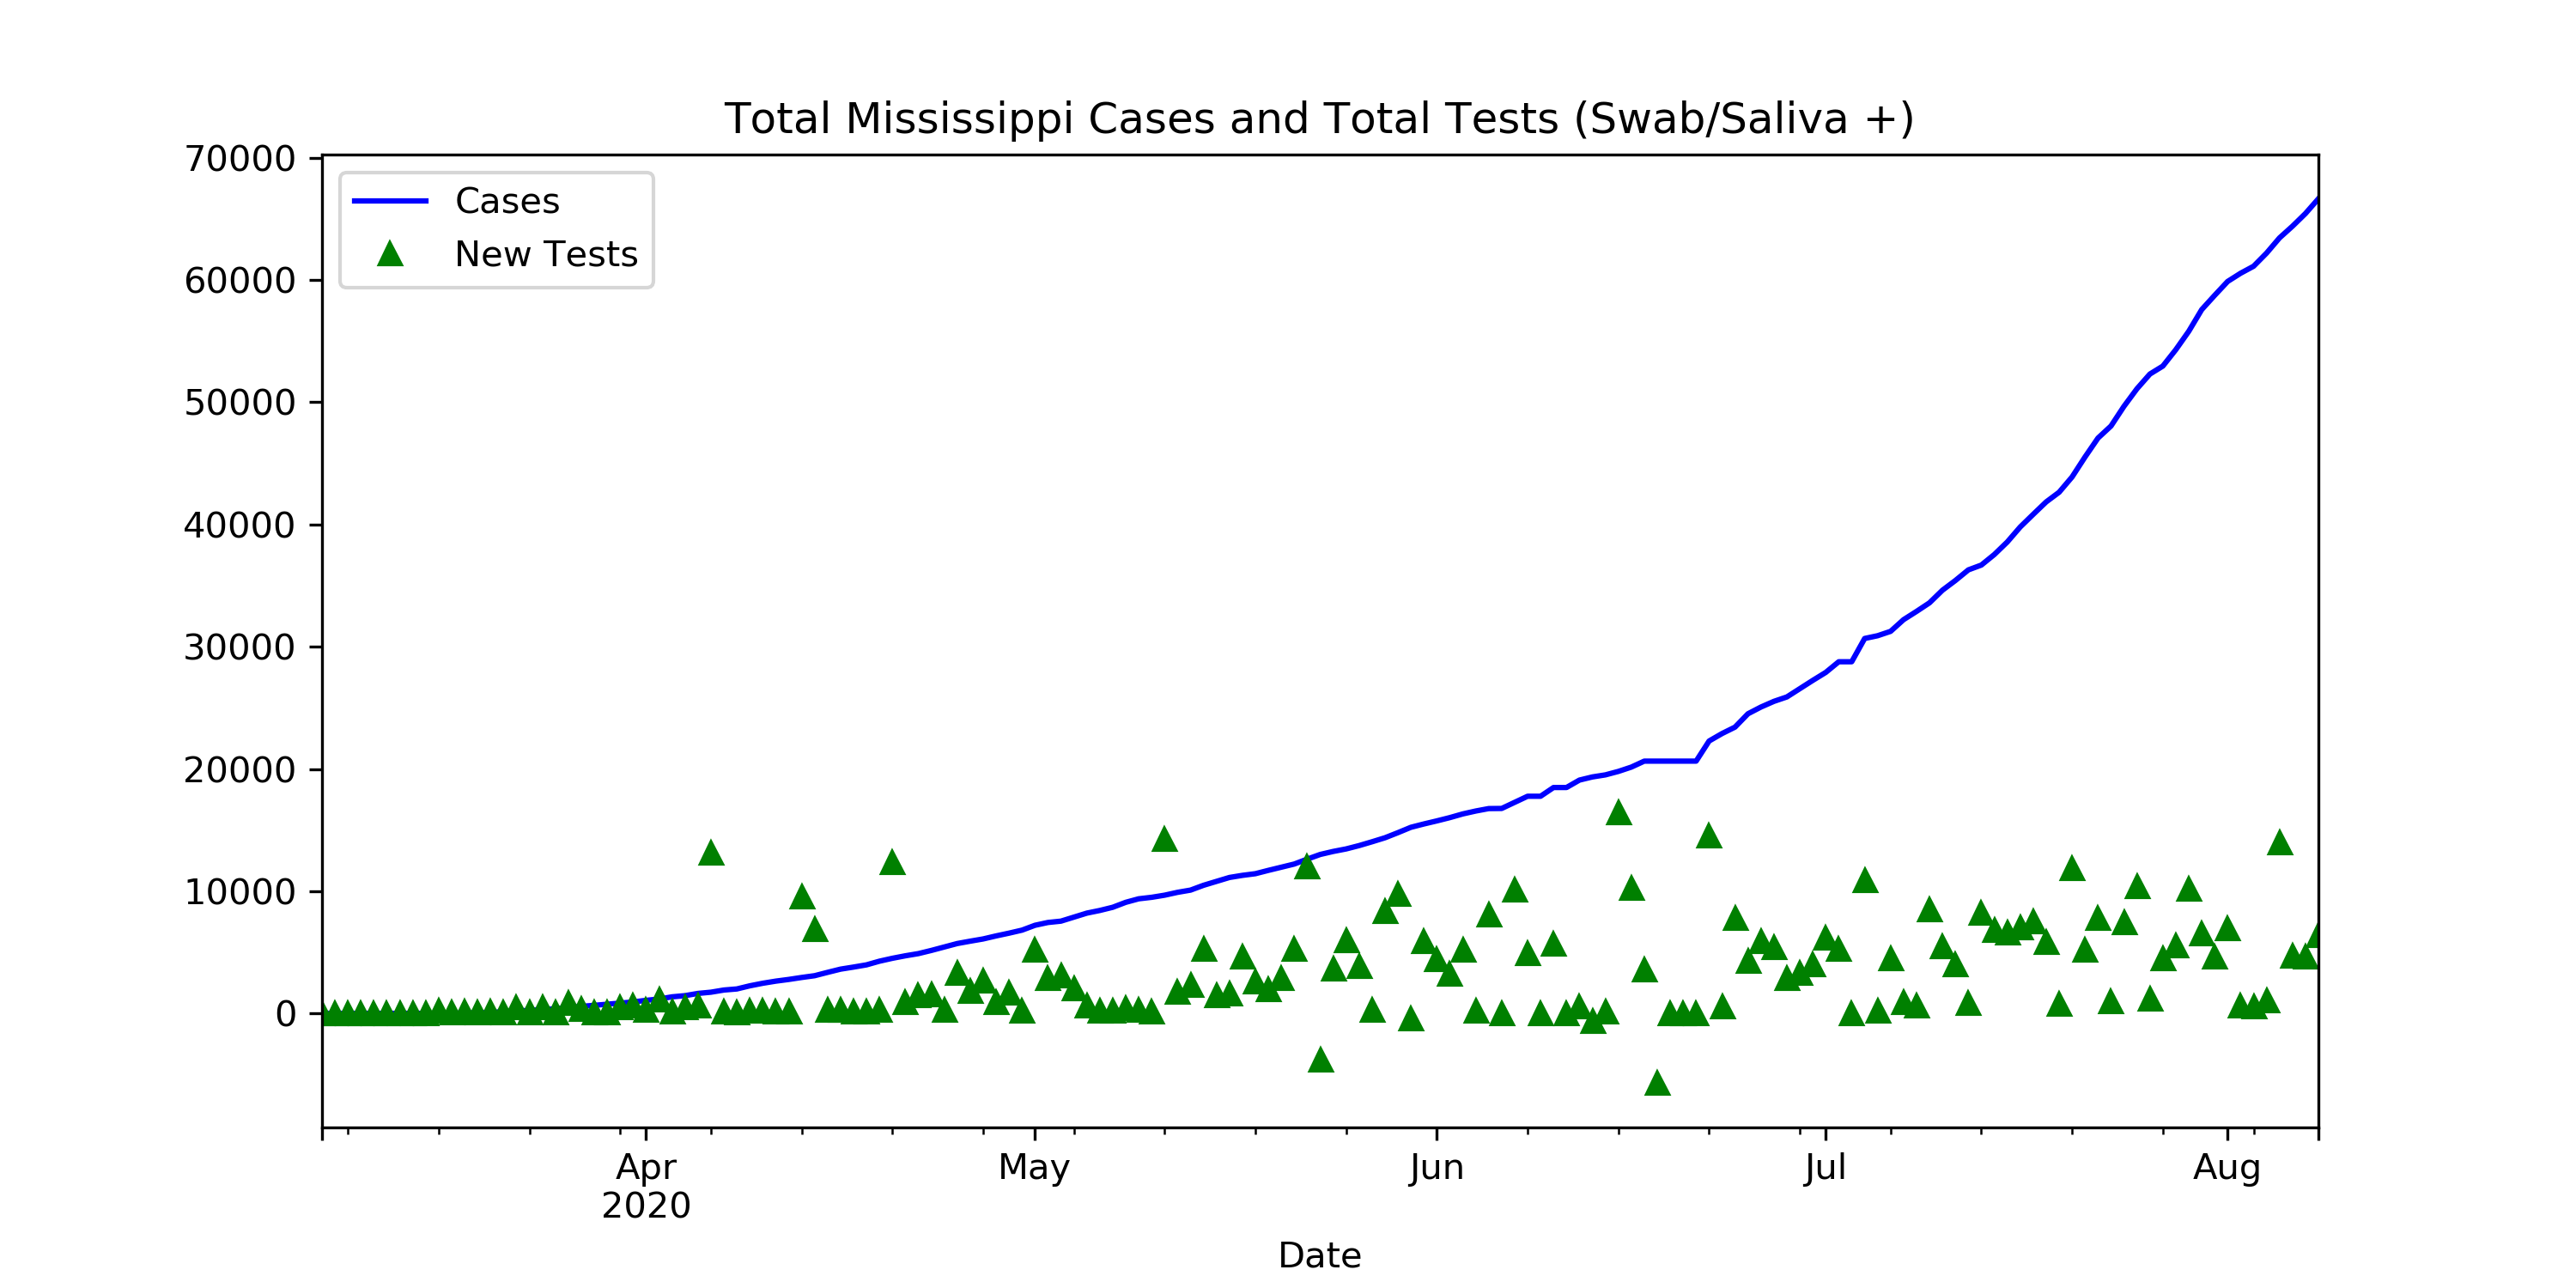 Total Mississippi Cases and Total Tests (Swab/Saliva +)
70000
60000
50000
40000
30000
20000
10000
0
Cases
New Tests
Apr
2020
May
Jun
Jul
Aug
Date